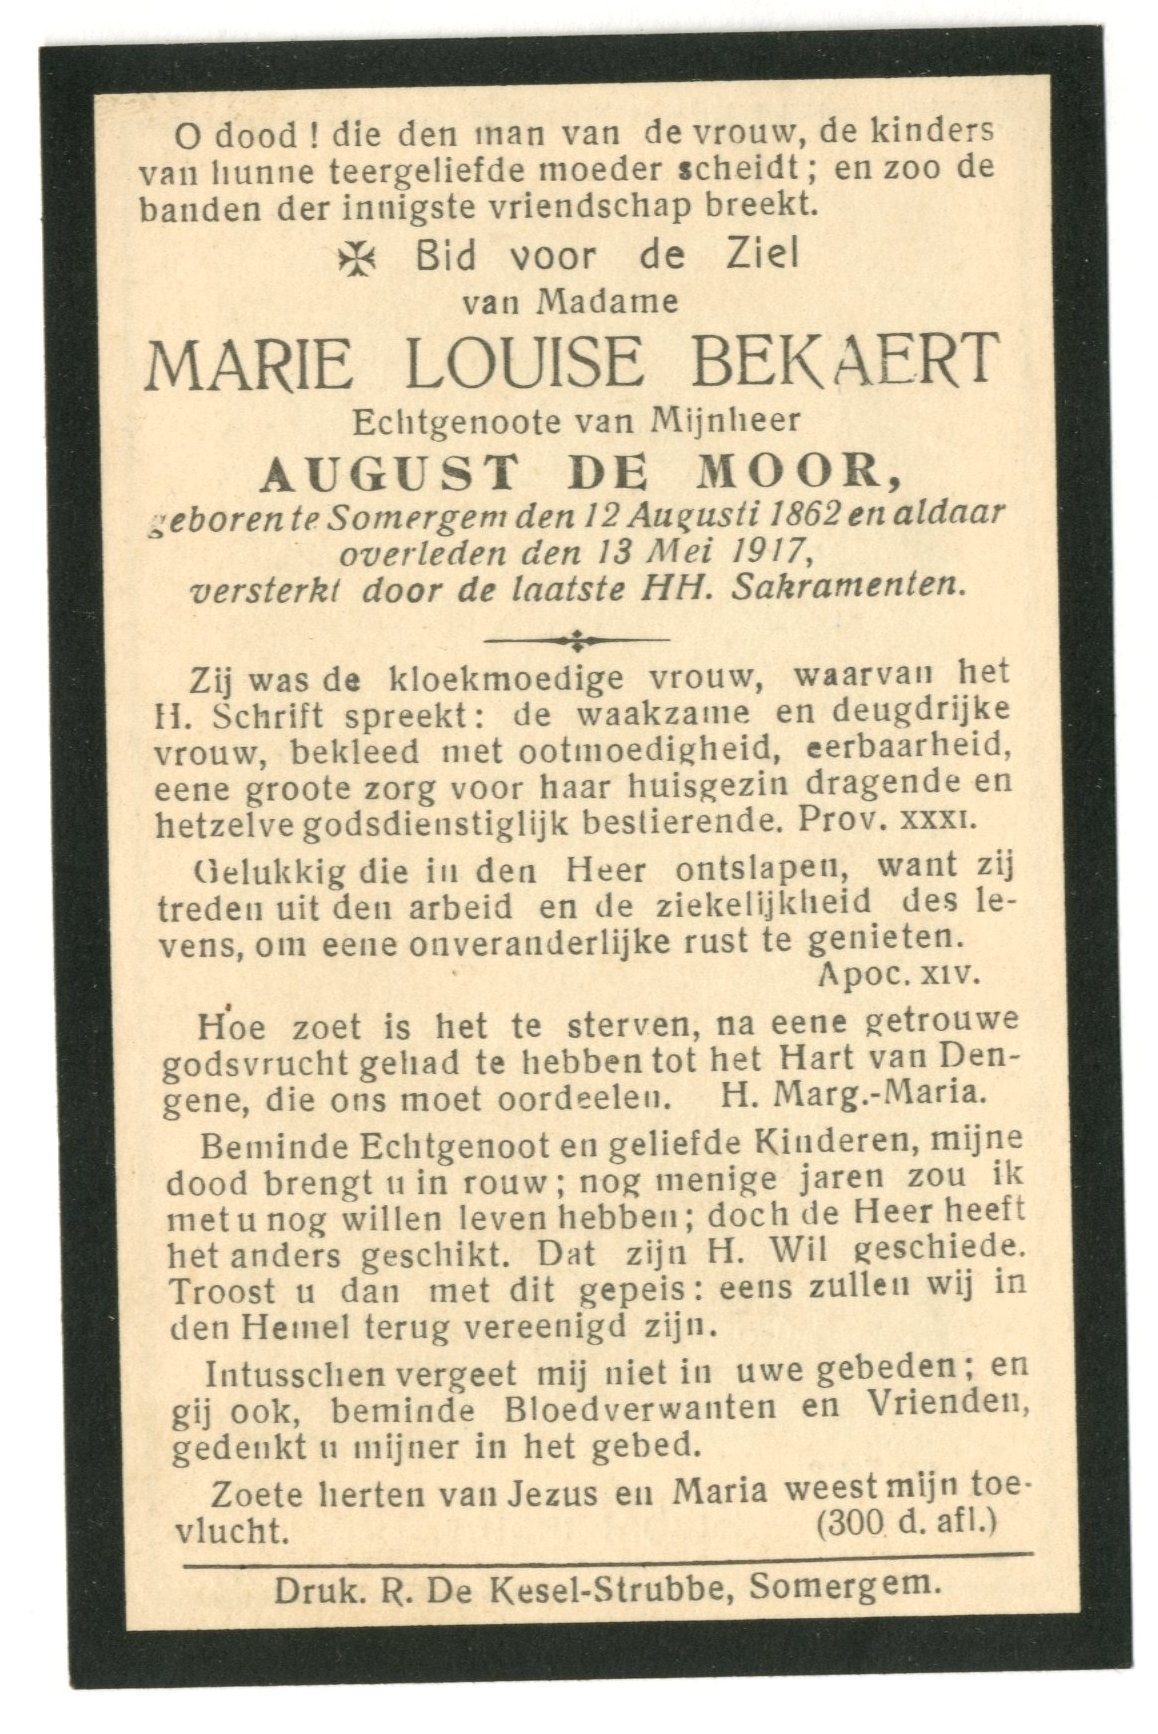 O dood ! die den man van de vrouw, de kinders
van hunne teergeliefde moeder scheidt ; en zoo de
banden der innigste vriendschap breekt.
✠ Bid voor de Ziel
van Madame
MARIE LOUISE BEKAERT
Echtgenoote van Mijnheer
AUGUST DE MOOR,
geboren te Somergem den 12 Augusti 1862 en aldaar
overleden den 13 Mei 1917,
versterkt door de laatste HH. Sakramenten.
Zij was de kloekmoedige vrouw, waarvan het
H. Schrift spreekt : de waakzame en deugdrijke
vrouw, bekleed met ootmoedigheid, eerbaarheid,
eene groote zorg voor haar huisgezin dragende en
hetzelve godsdienstiglijk bestierende. Prov. XXXI.
Gelukkig die in den Heer ontslapen, want zij
treden uit den arbeid en de ziekelijkheid des le-
vens, om eene onveranderlijke rust te genieten.
Apoc. XIV.
Hoe zoet is het te sterven, na eene getrouwe
godsvrucht gehad te hebben tot het Hart van Den-
gene, die ons moet oordeelen. H. Marg.-Maria.
Beminde Echtgenoot en geliefde Kinderen, mijne
dood brengt u in rouw ; nog menige jaren zou ik
met u nog willen leven hebben ; doch de Heer heeft
het anders geschikt. Dat zijn H. Wil geschiede.
Troost u dan met dit gepeis : eens zullen wij in
den Hemel terug vereenigd zijn.
Intusschen vergeet mij niet in uwe gebeden ; en
gij ook, beminde Bloedverwanten en Vrienden,
gedenkt u mijner in het gebed.
Zoete herten van Jezus en Maria weest mijn toe-
vlucht. (300 d. afl.)
Druk. R. De Kesel-Strubbe, Somergem.